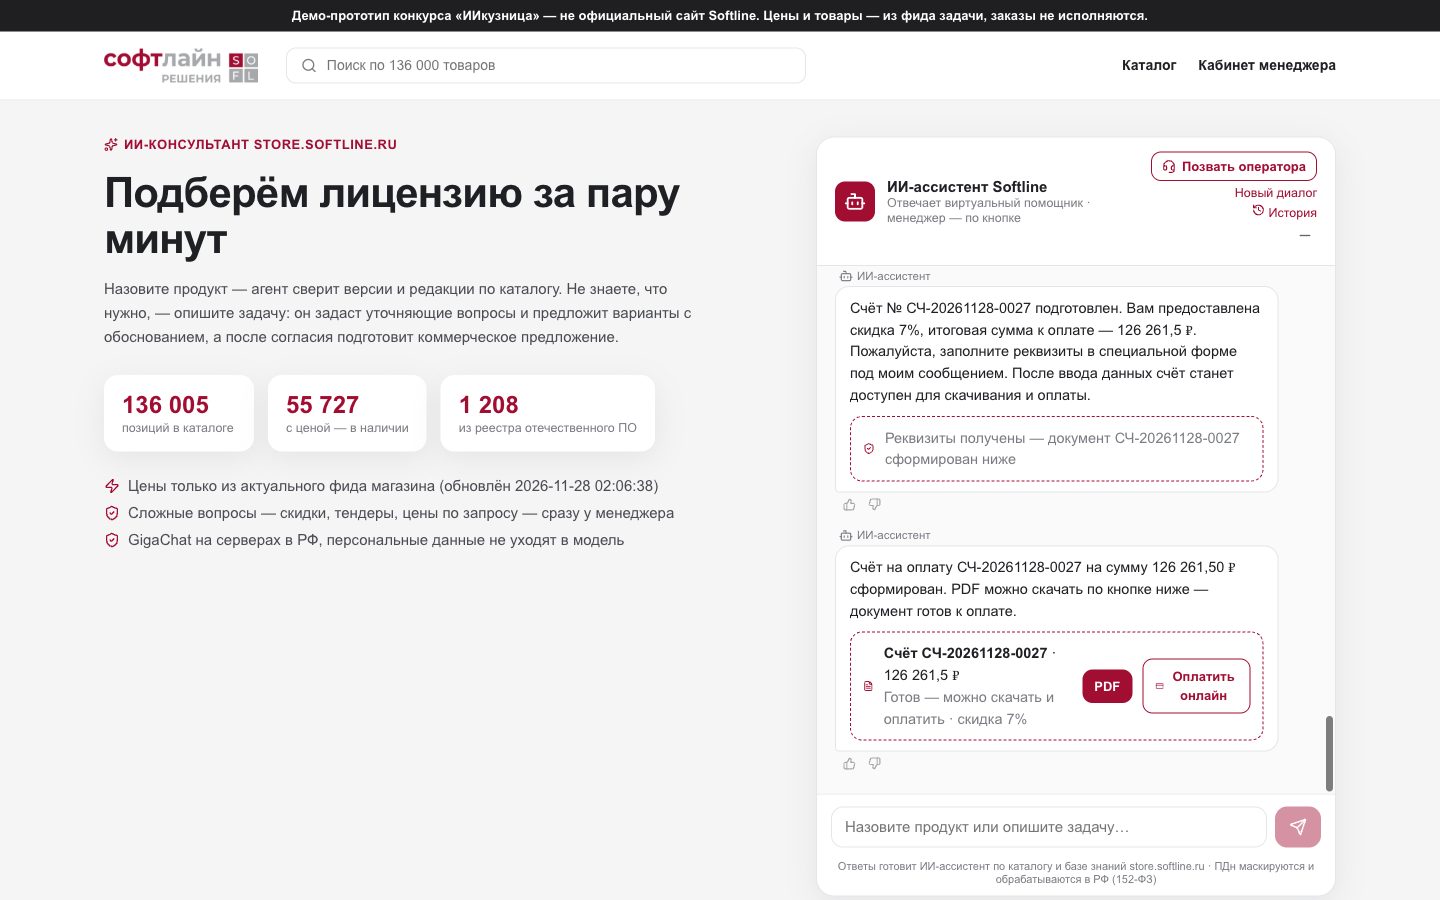 Демо-прототип конкурса «ИИкузница» — не официальный сайт Softline. Цены и товары — из фида задачи, заказы не исполняются.
софтлайн
РЕШЕНИЯ
S O
F L
Поиск по 136 000 товаров
Каталог
Кабинет менеджера
ИИ-КОНСУЛЬТАНТ STORE.SOFTLINE.RU
Подберём лицензию за пару
минут
Назовите продукт — агент сверит версии и редакции по каталогу. Не знаете, что
нужно, — опишите задачу: он задаст уточняющие вопросы и предложит варианты с
обоснованием, а после согласия подготовит коммерческое предложение.
136 005
позиций в каталоге
55 727
с ценой — в наличии
1 208
из реестра отечественного ПО
Цены только из актуального фида магазина (обновлён 2026-11-28 02:06:38)
Сложные вопросы — скидки, тендеры, цены по запросу — сразу у менеджера
GigaChat на серверах в РФ, персональные данные не уходят в модель
ИИ-ассистент Softline
Отвечает виртуальный помощник ·
менеджер — по кнопке
Позвать оператора
Новый диалог
История
—
ИИ-ассистент
Счёт № СЧ-20261128-0027 подготовлен. Вам предоставлена
скидка 7%, итоговая сумма к оплате — 126 261,5 ₽.
Пожалуйста, заполните реквизиты в специальной форме
под моим сообщением. После ввода данных счёт станет
доступен для скачивания и оплаты.
Реквизиты получены — документ СЧ-20261128-0027
сформирован ниже
ИИ-ассистент
Счёт на оплату СЧ-20261128-0027 на сумму 126 261,50 ₽
сформирован. PDF можно скачать по кнопке ниже —
документ готов к оплате.
Счёт СЧ-20261128-0027 ·
126 261,5 ₽
Готов — можно скачать и
оплатить · скидка 7%
PDF
Оплатить
онлайн
Назовите продукт или опишите задачу…
Ответы готовит ИИ-ассистент по каталогу и базе знаний store.softline.ru · ПДн маскируются и
обрабатываются в РФ (152-ФЗ)